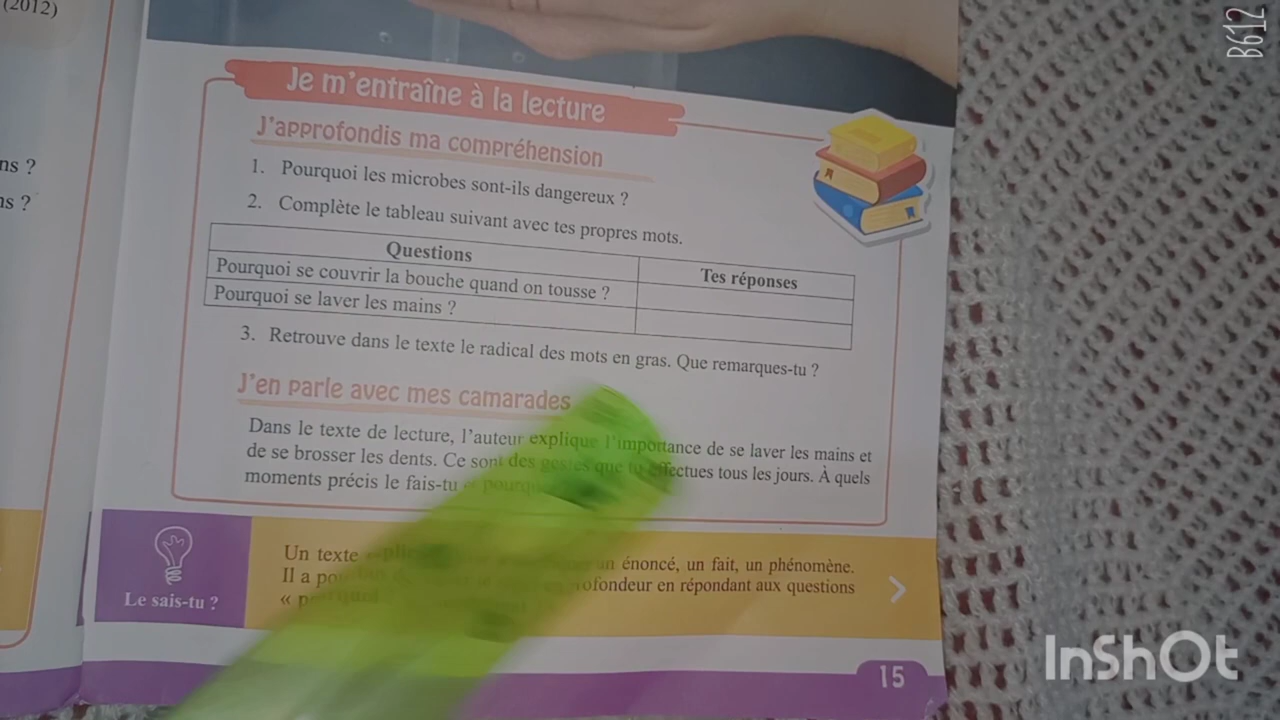 (2012)
ns ?
ns ?
Je m'entraîne à la lecture
J'approfondis ma compréhension
1. Pourquoi les microbes sont-ils dangereux ?
2. Complète le tableau suivant avec tes propres mots.
Questions Tes réponses
Pourquoi se couvrir la bouche quand on tousse ?
Pourquoi se laver les mains ?
3. Retrouve dans le texte le radical des mots en gras. Que remarques-tu ?
J'en parle avec mes camarades
Dans le texte de lecture, l'auteur explique l'importance de se laver les mains et
de se brosser les dents. Ce sont des gestes que tu effectues tous les jours. À quels
moments précis le fais-tu
Un texte un énoncé, un fait, un phénomène.
Il a en répondant aux questions
Le sais-tu ?
15
B612
InShOt